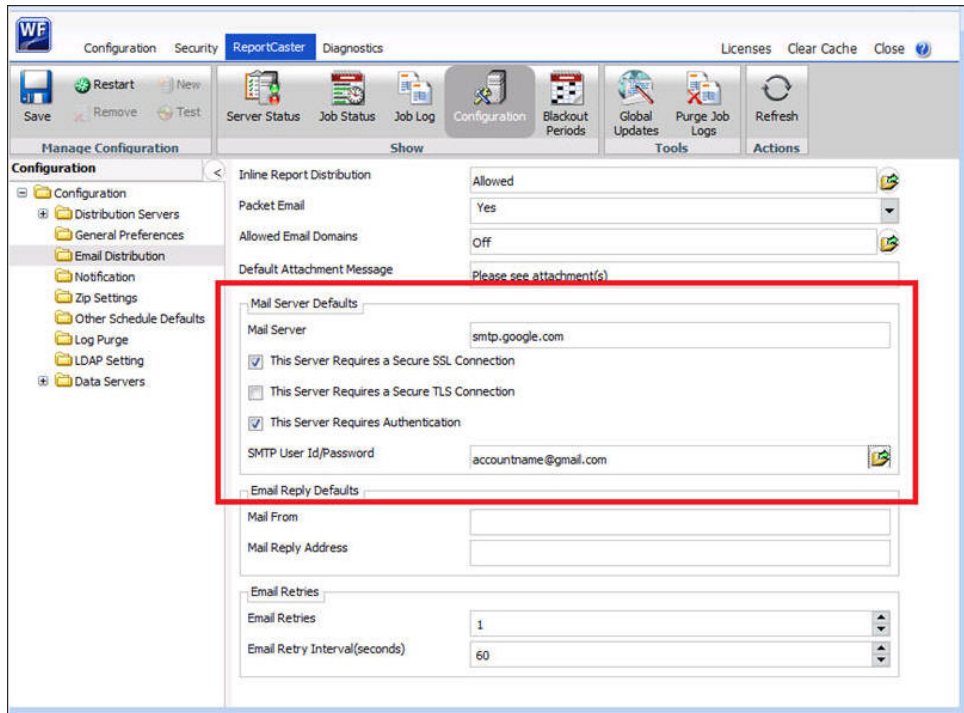 WF
Configuration Security ReportCaster Diagnostics Licenses Clear Cache Close ?
Save
Restart New
Remove Test
Manage Configuration
Server Status Job Status Job Log Configuration Blackout Periods
Show
Global Updates Purge Job Logs
Tools
Refresh
Actions
Configuration <
Configuration
Distribution Servers
General Preferences
Email Distribution
Notification
Zip Settings
Other Schedule Defaults
Log Purge
LDAP Setting
Data Servers
Inline Report Distribution Allowed
Packet Email Yes
Allowed Email Domains Off
Default Attachment Message Please see attachment(s)
Mail Server Defaults
Mail Server smtp.google.com
This Server Requires a Secure SSL Connection
This Server Requires a Secure TLS Connection
This Server Requires Authentication
SMTP User Id/Password accountname@gmail.com
Email Reply Defaults
Mail From
Mail Reply Address
Email Retries
Email Retries 1
Email Retry Interval(seconds) 60